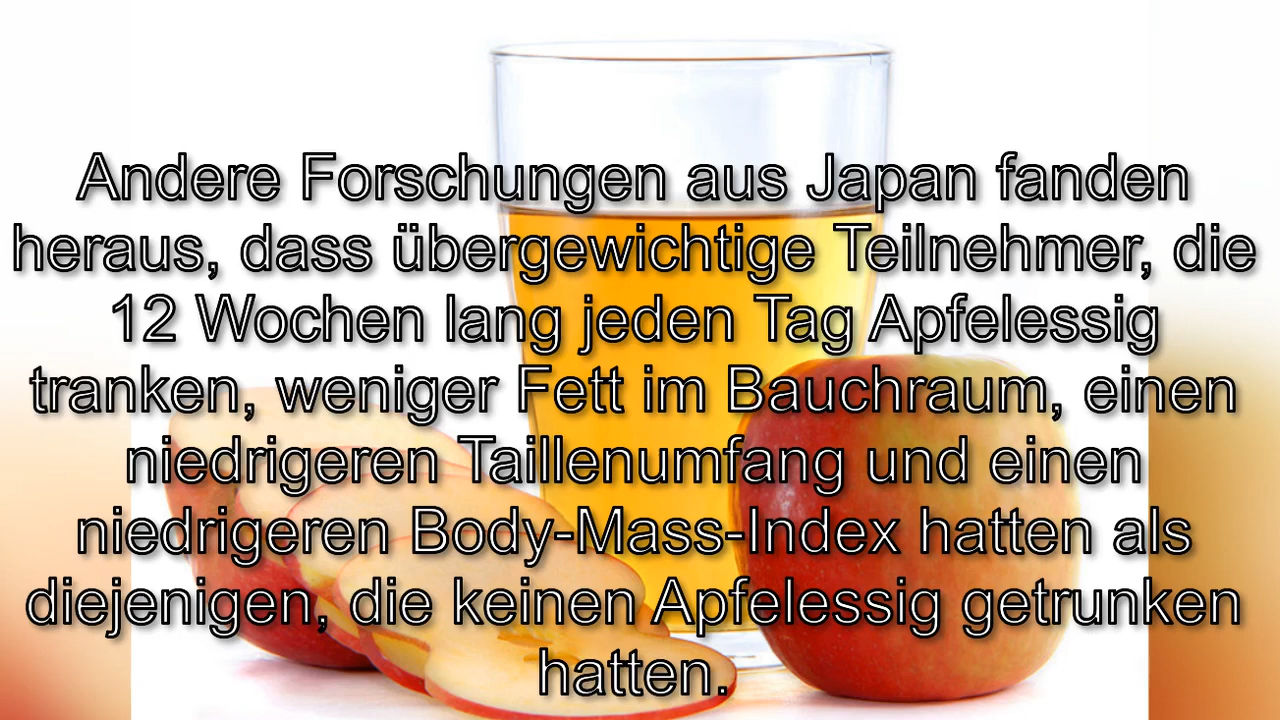 Andere Forschungen aus Japan fanden
heraus, dass übergewichtige Teilnehmer, die
12 Wochen lang jeden Tag Apfelessig
tranken, weniger Fett im Bauchraum, einen
niedrigeren Taillenumfang und einen
niedrigeren Body-Mass-Index hatten als
diejenigen, die keinen Apfelessig getrunken
hatten.